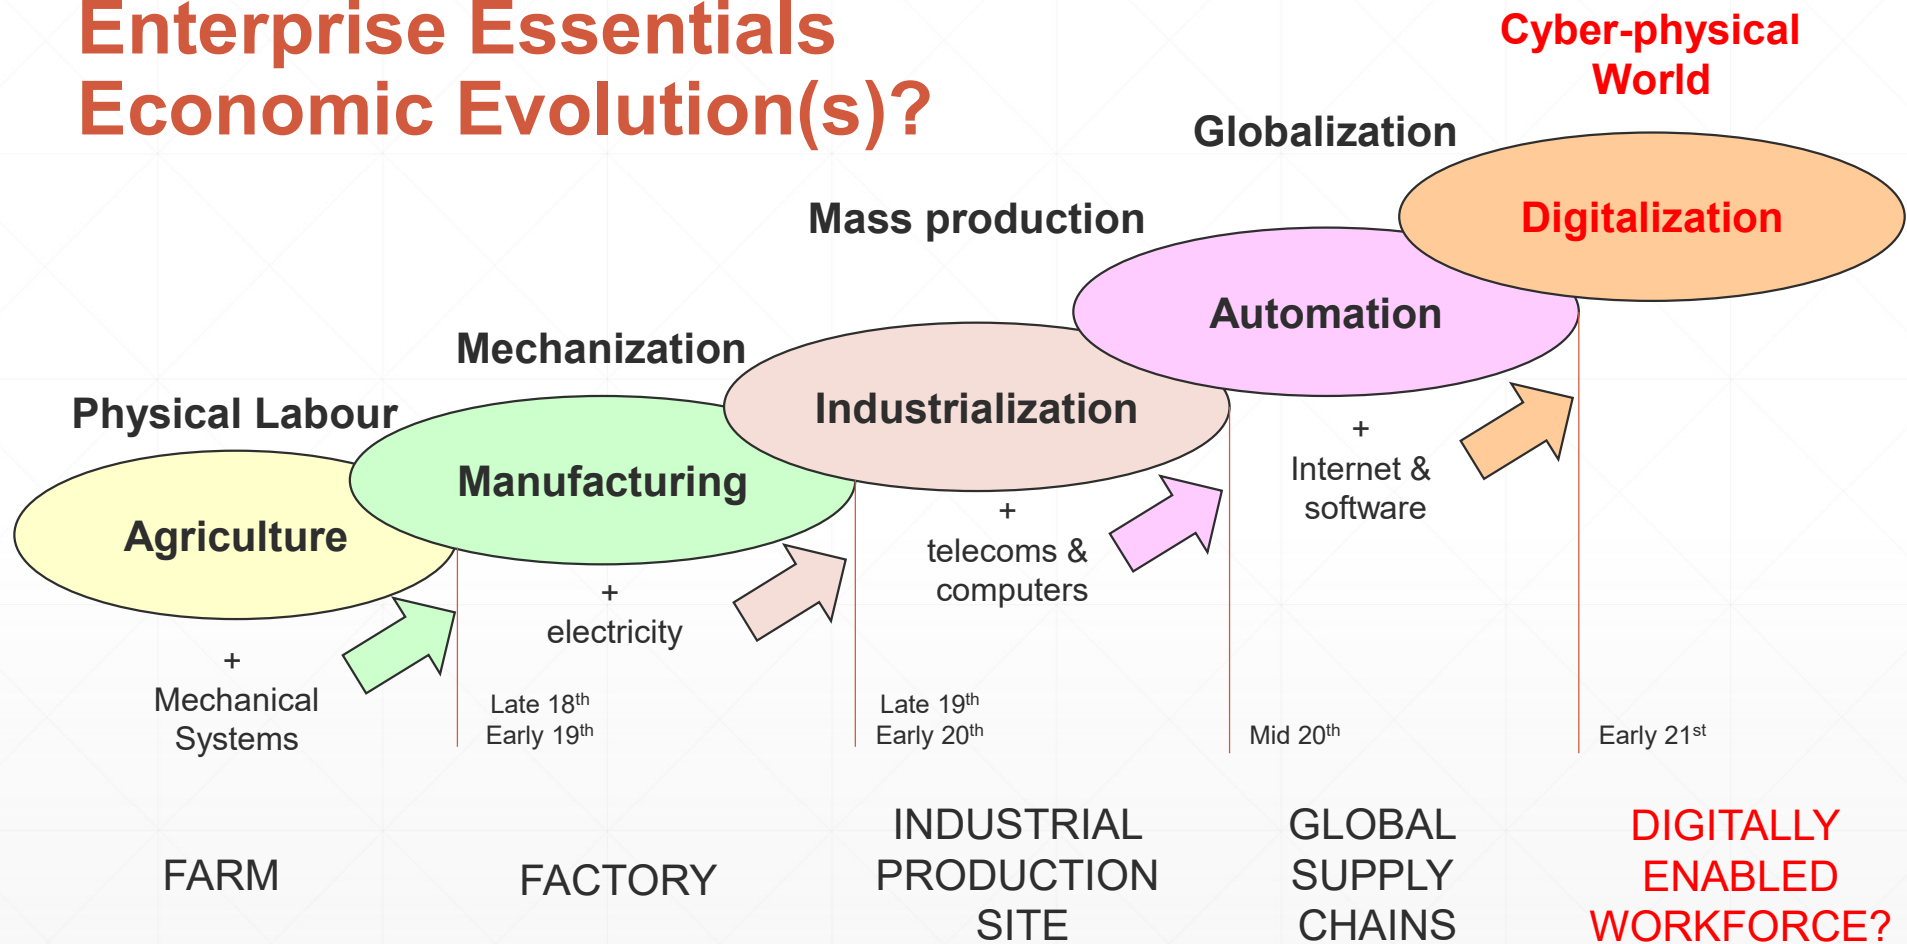 Enterprise Essentials
Economic Evolution(s)?
Cyber-physical
World
Globalization
Digitalization
Mass production
Automation
Mechanization
Industrialization
Physical Labour
Manufacturing
Agriculture
+
Internet &
software
+
telecoms &
computers
+
electricity
+
Mechanical
Systems
Late 18th
Early 19th
Late 19th
Early 20th
Mid 20th
Early 21st
FARM
FACTORY
INDUSTRIAL
PRODUCTION
SITE
GLOBAL
SUPPLY
CHAINS
DIGITALLY
ENABLED
WORKFORCE?